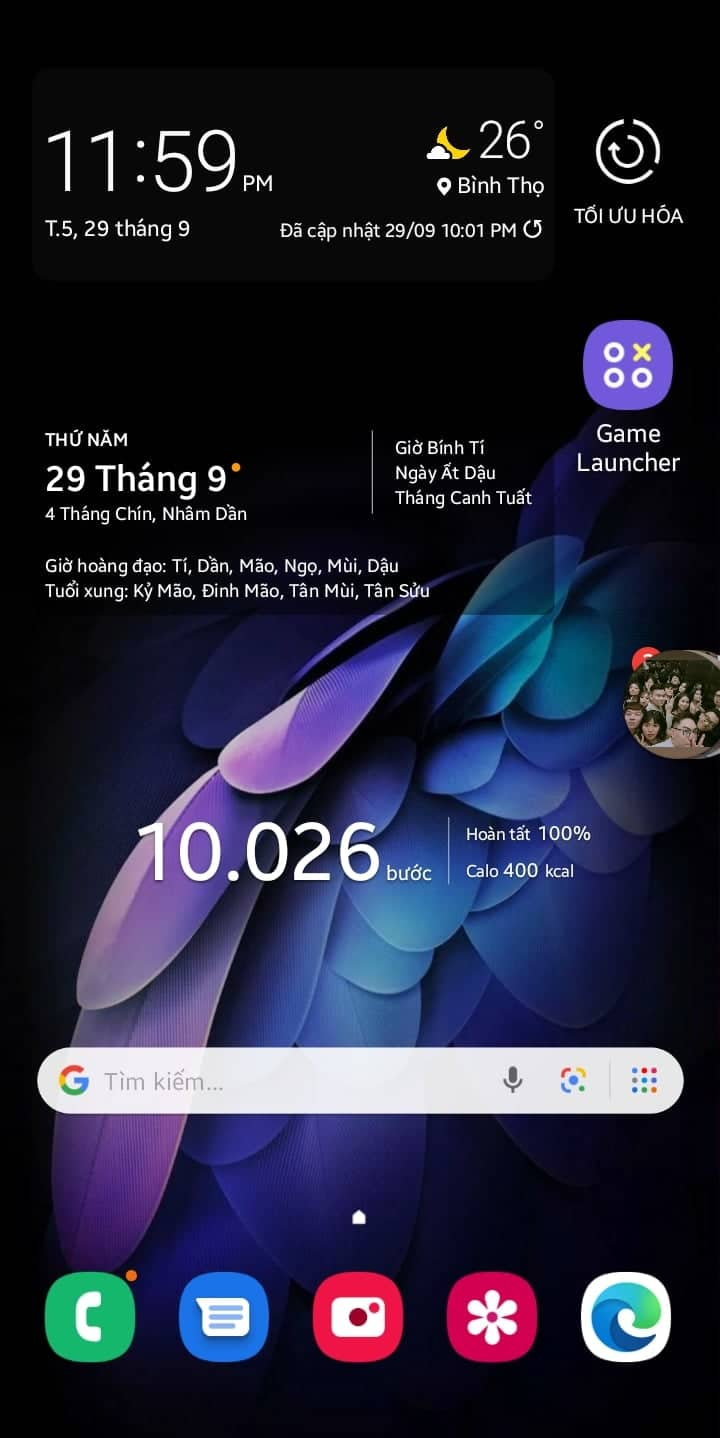 11:59 PM
26°
Bình Thọ
T.5, 29 tháng 9
Đã cập nhật 29/09 10:01 PM
TỐI ƯU HÓA
Game
Launcher
THỨ NĂM
29 Tháng 9
4 Tháng Chín, Nhâm Dần
Giờ Bính Tí
Ngày Ất Dậu
Tháng Canh Tuất
Giờ hoàng đạo: Tí, Dần, Mão, Ngọ, Mùi, Dậu
Tuổi xung: Kỷ Mão, Đinh Mão, Tân Mùi, Tân Sửu
10.026 bước
Hoàn tất 100%
Calo 400 kcal
Tìm kiếm...